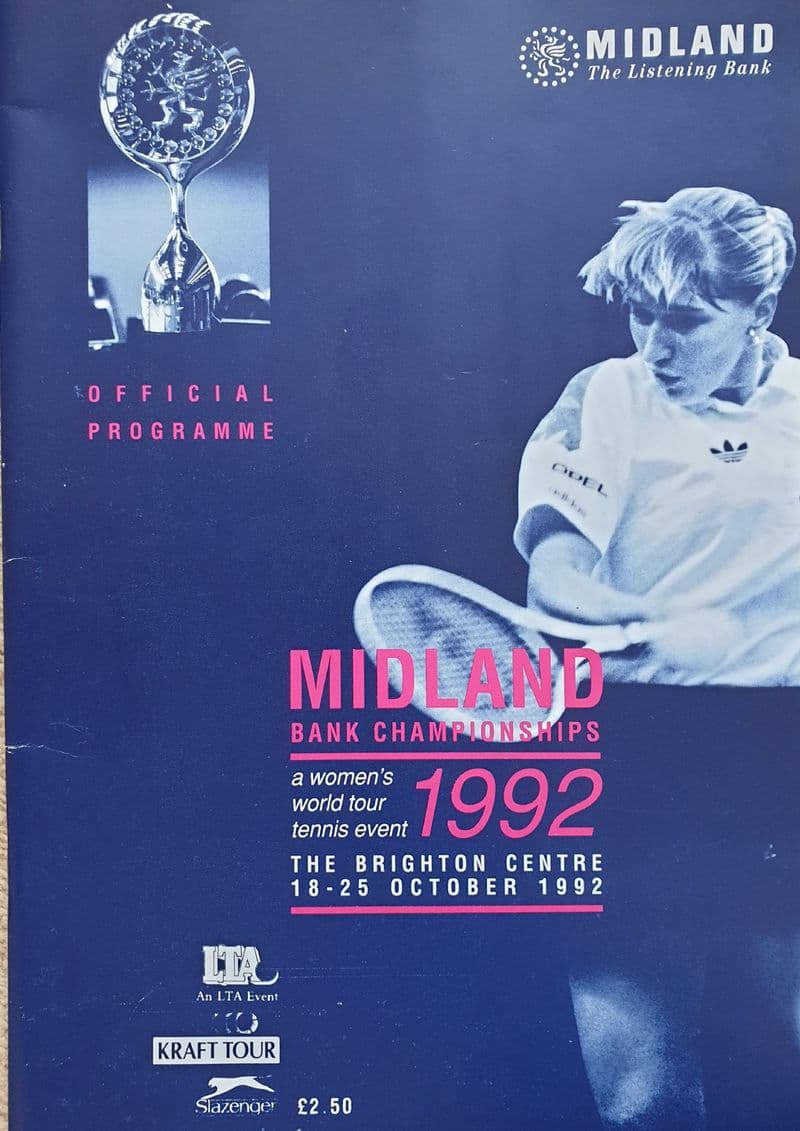 MIDLAND
The Listening Bank
OFFICIAL
PROGRAMME
OPEL
adidas
MIDLAND
BANK CHAMPIONSHIPS
a women's
world tour
tennis event
1992
THE BRIGHTON CENTRE
18-25 OCTOBER 1992
LTA
An LTA Event
KRAFT TOUR
Slazenger
£2.50